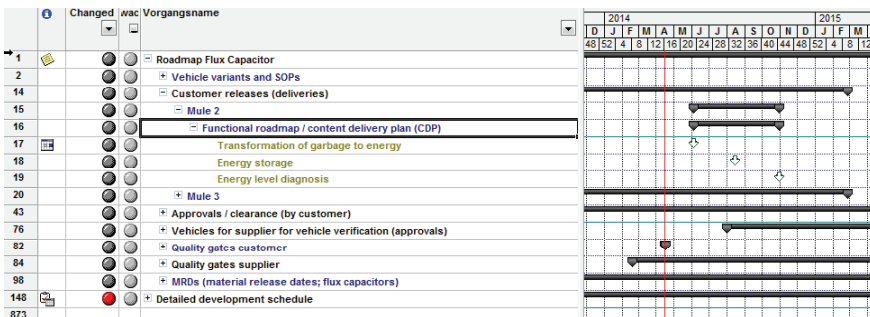 Changed wac Vorgangsname
2014 2015
D J F M A M J J A S O N D J F M
48 52 4 8 12 16 20 24 28 32 36 40 44 48 52 4 8 12
1 Roadmap Flux Capacitor
2 Vehicle variants and SOPs
14 Customer releases (deliveries)
15 Mule 2
16 Functional roadmap / content delivery plan (CDP)
17 Transformation of garbage to energy
18 Energy storage
19 Energy level diagnosis
20 Mule 3
43 Approvals / clearance (by customer)
76 Vehicles for supplier for vehicle verification (approvals)
82 Quality gates customer
84 Quality gates supplier
98 MRDs (material release dates; flux capacitors)
148 Detailed development schedule
873